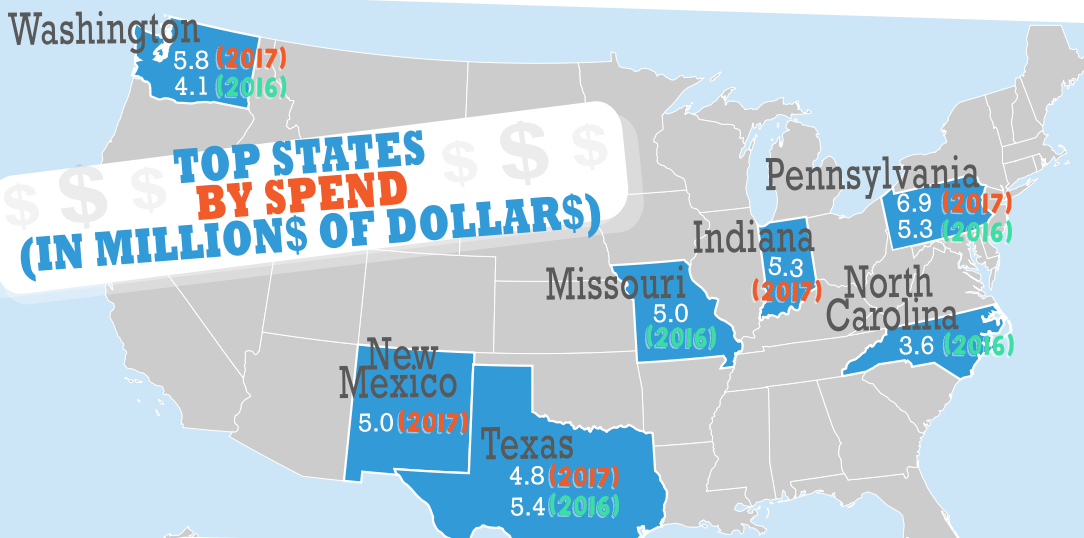 Washington
5.8 (2017)
4.1 (2016)
$ $ $ $ $ $
TOP STATES
BY SPEND
(IN MILLION$ OF DOLLAR$)
Pennsylvania
6.9 (2017)
5.3 (2016)
Indiana
5.3
(2017)
Missouri
5.0
(2016)
North
Carolina
3.6 (2016)
New
Mexico
5.0 (2017)
Texas
4.8 (2017)
5.4 (2016)